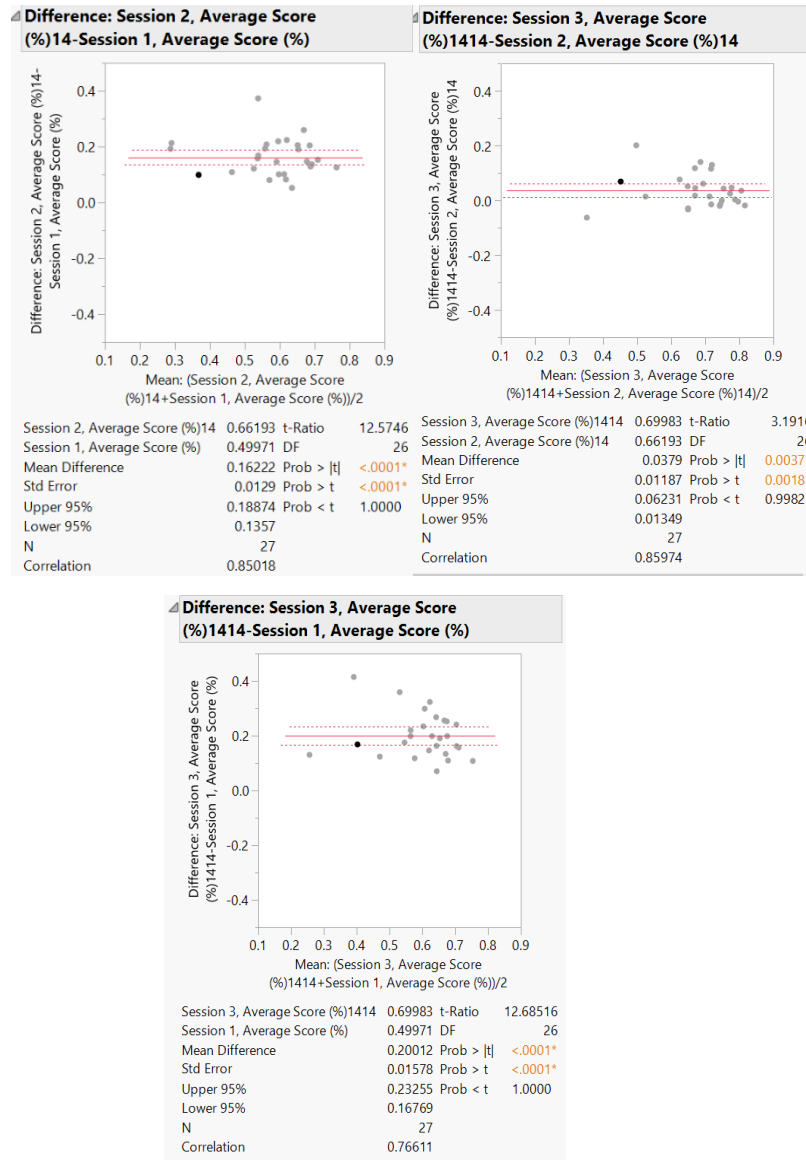 Difference: Session 2, Average Score
(%)14-Session 1, Average Score (%)
Difference: Session 2, Average Score (%)14-
Session 1, Average Score (%)
0.4
0.2
0.0
-0.2
-0.4
0.1 0.2 0.3 0.4 0.5 0.6 0.7 0.8 0.9
Mean: (Session 2, Average Score
(%)14+Session 1, Average Score (%))/2
Session 2, Average Score (%)14 0.66193 t-Ratio 12.5746
Session 1, Average Score (%) 0.49971 DF 26
Mean Difference 0.16222 Prob > |t| <.0001*
Std Error 0.0129 Prob > t <.0001*
Upper 95% 0.18874 Prob < t 1.0000
Lower 95% 0.1357
N 27
Correlation 0.85018
Difference: Session 3, Average Score
(%)1414-Session 2, Average Score (%)14
Difference: Session 3, Average Score
(%)1414-Session 2, Average Score (%)14
0.4
0.2
0.0
-0.2
-0.4
0.1 0.2 0.3 0.4 0.5 0.6 0.7 0.8 0.9
Mean: (Session 3, Average Score
(%)1414+Session 2, Average Score (%)14)/2
Session 3, Average Score (%)1414 0.69983 t-Ratio 3.191
Session 2, Average Score (%)14 0.66193 DF 2
Mean Difference 0.0379 Prob > |t| 0.0037
Std Error 0.01187 Prob > t 0.0018
Upper 95% 0.06231 Prob < t 0.9982
Lower 95% 0.01349
N 27
Correlation 0.85974
Difference: Session 3, Average Score
(%)1414-Session 1, Average Score (%)
Difference: Session 3, Average Score
(%)1414-Session 1, Average Score (%)
0.4
0.2
0.0
-0.2
-0.4
0.1 0.2 0.3 0.4 0.5 0.6 0.7 0.8 0.9
Mean: (Session 3, Average Score
(%)1414+Session 1, Average Score (%))/2
Session 3, Average Score (%)1414 0.69983 t-Ratio 12.68516
Session 1, Average Score (%) 0.49971 DF 26
Mean Difference 0.20012 Prob > |t| <.0001*
Std Error 0.01578 Prob > t <.0001*
Upper 95% 0.23255 Prob < t 1.0000
Lower 95% 0.16769
N 27
Correlation 0.76611